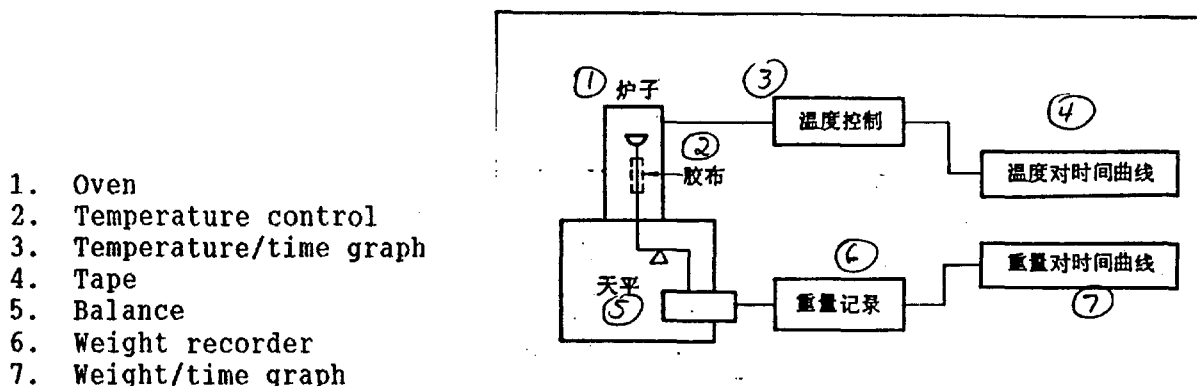 1. Oven
2. Temperature control
3. Temperature/time graph
4. Tape
5. Balance
6. Weight recorder
7. Weight/time graph
① 炉子
③
温度控制
④
温度对时间曲线
②
胶布
天平
⑤
⑥
重量记录
重量对时间曲线
⑦